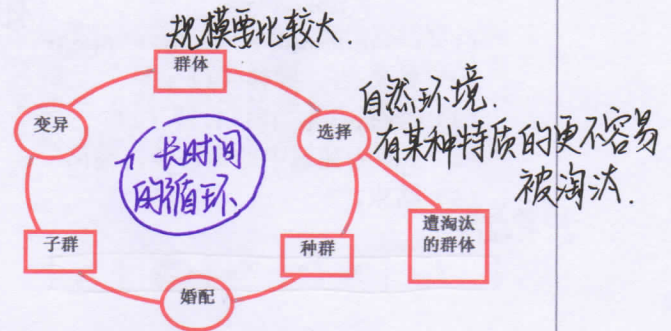 规模要比较大.
群体
自然环境.
变异
选择
有某种特质的更不容易
被淘汰.
长时间
的循环
子群
种群
遭淘汰
的群体
婚配